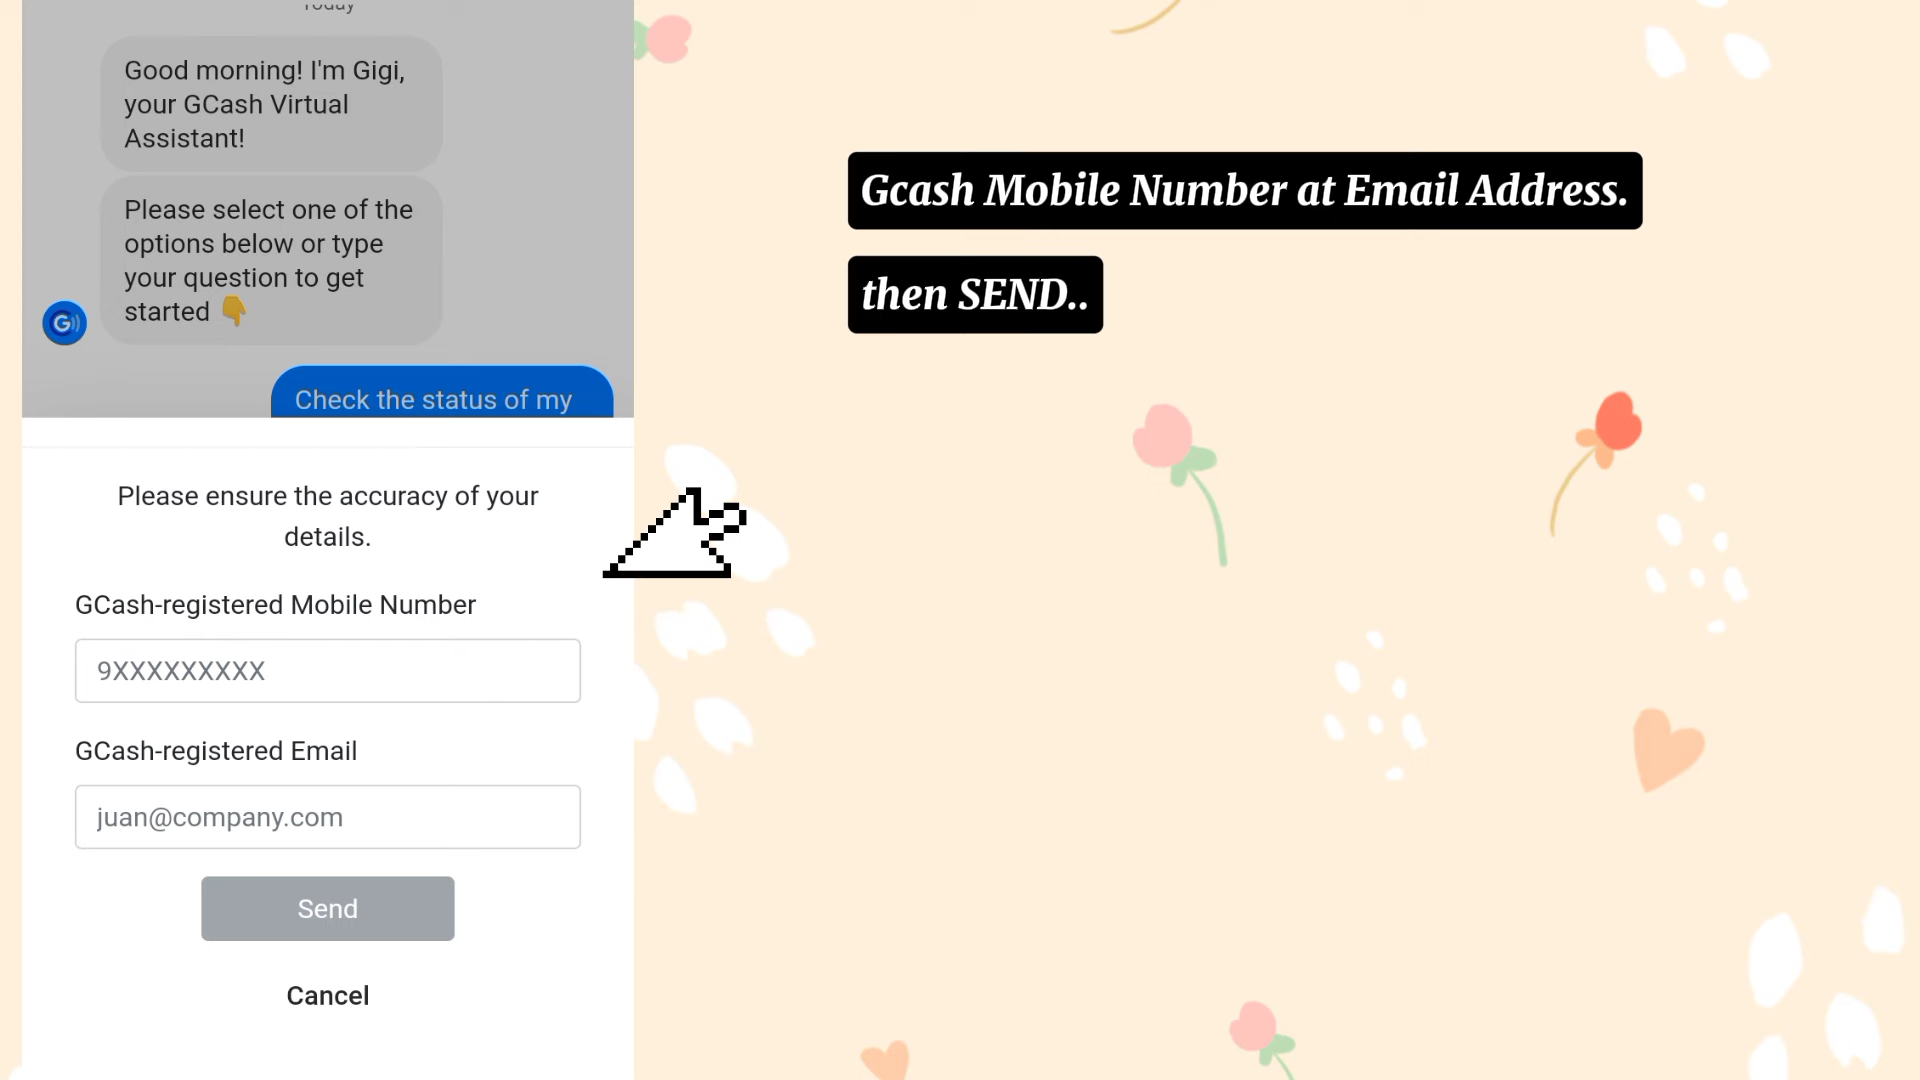 Today
Good morning! I'm Gigi,
your GCash Virtual
Assistant!
Please select one of the
options below or type
your question to get
started 👇
G
Check the status of my
Please ensure the accuracy of your
details.
GCash-registered Mobile Number
9XXXXXXXXX
GCash-registered Email
juan@company.com
Send
Cancel
Gcash Mobile Number at Email Address.
then SEND..